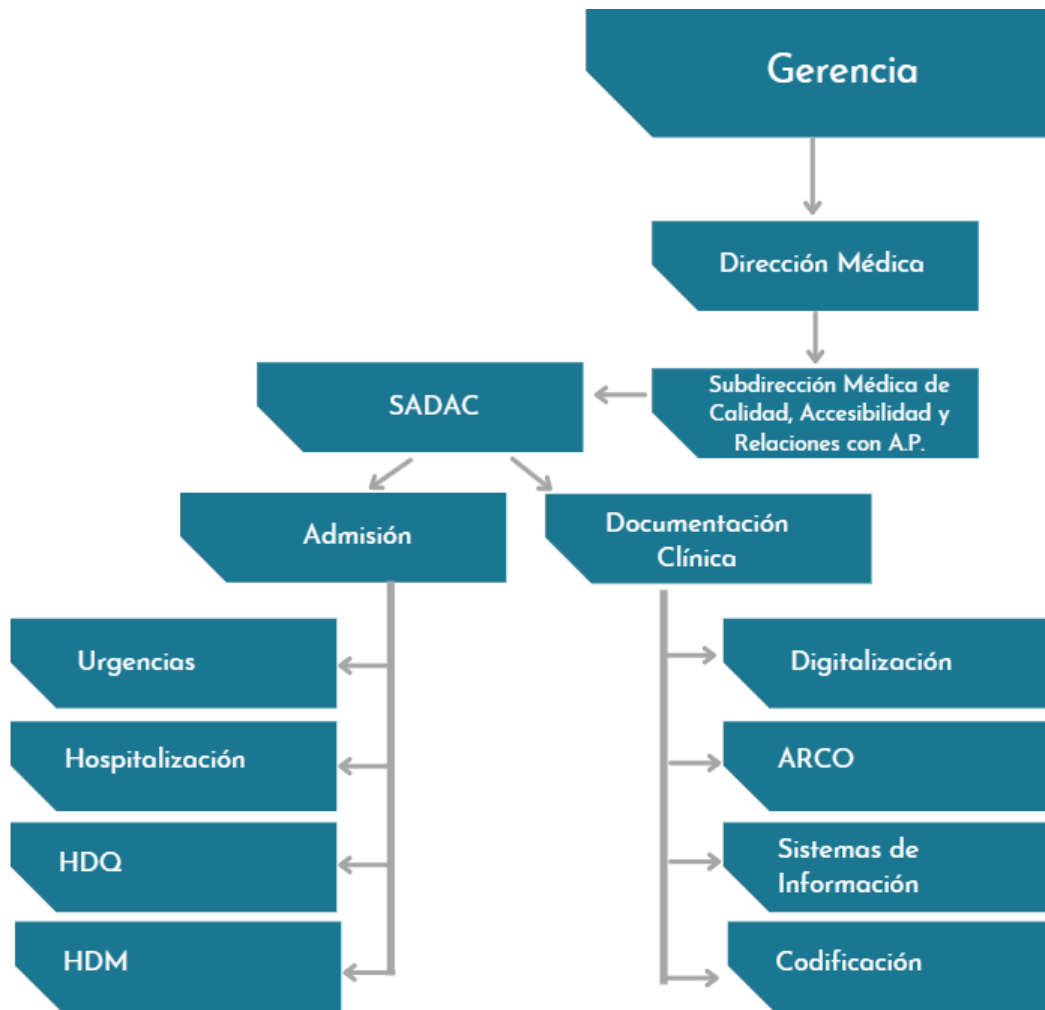 Gerencia
Dirección Médica
Subdirección Médica de
Calidad, Accesibilidad y
Relaciones con A.P.
SADAC
Admisión
Documentación
Clínica
Urgencias
Hospitalización
HDQ
HDM
Digitalización
ARCO
Sistemas de
Información
Codificación